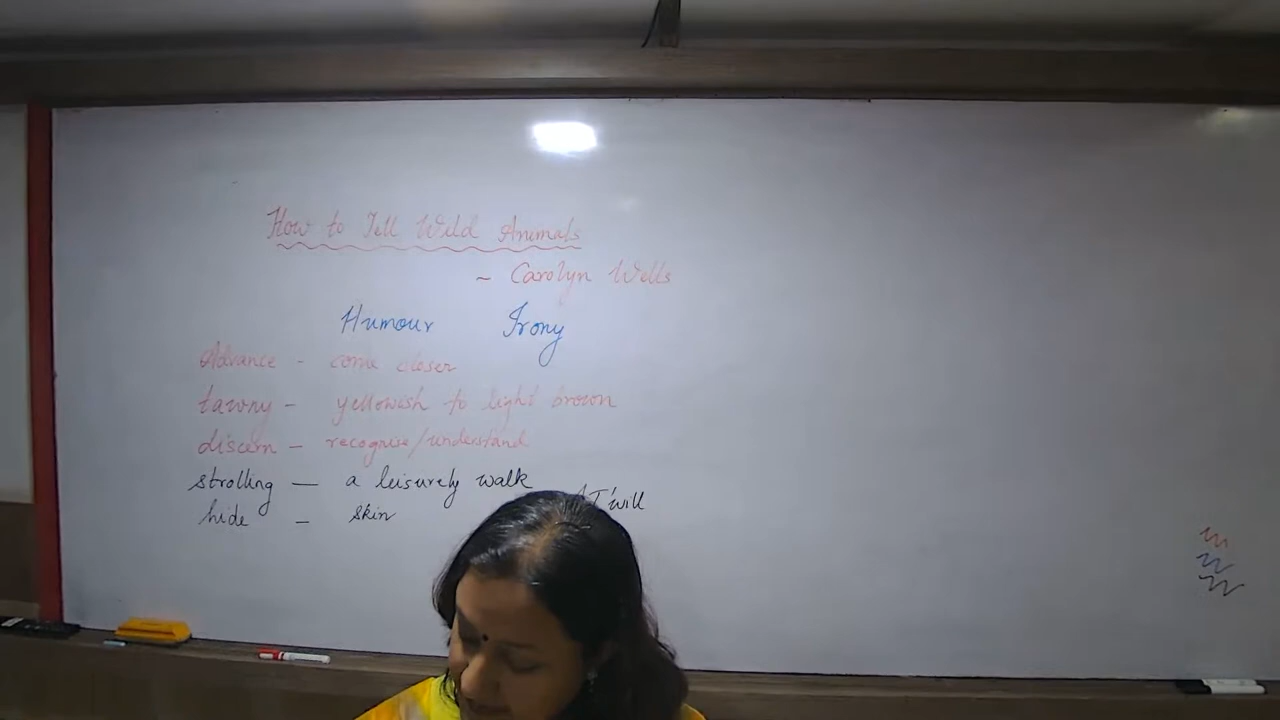 How to Tell Wild Animals
~ Carolyn Wells
Humour Irony
Advance - come closer
tawny - yellowish to light brown
discern - recognise/understand
strolling - a leisurely walk
hide - skin
T'will